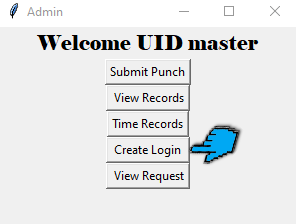 Admin
Welcome UID master
Submit Punch
View Records
Time Records
Create Login
View Request